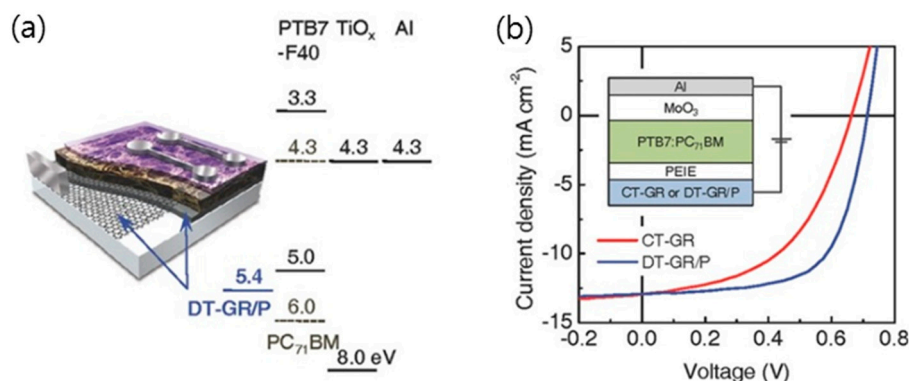 (a)
PTB7 TiOₓ Al
-F40
3.3
4.3 4.3 4.3
5.0
5.4
DT-GR/P
6.0
PC₇₁BM
8.0 eV
(b)
Current density (mA cm⁻²)
5
0
-5
-10
-15
Al
MoO₃
PTB7:PC₇₁BM
PEIE
CT-GR or DT-GR/P
CT-GR
DT-GR/P
-0.2 0.0 0.2 0.4 0.6 0.8
Voltage (V)